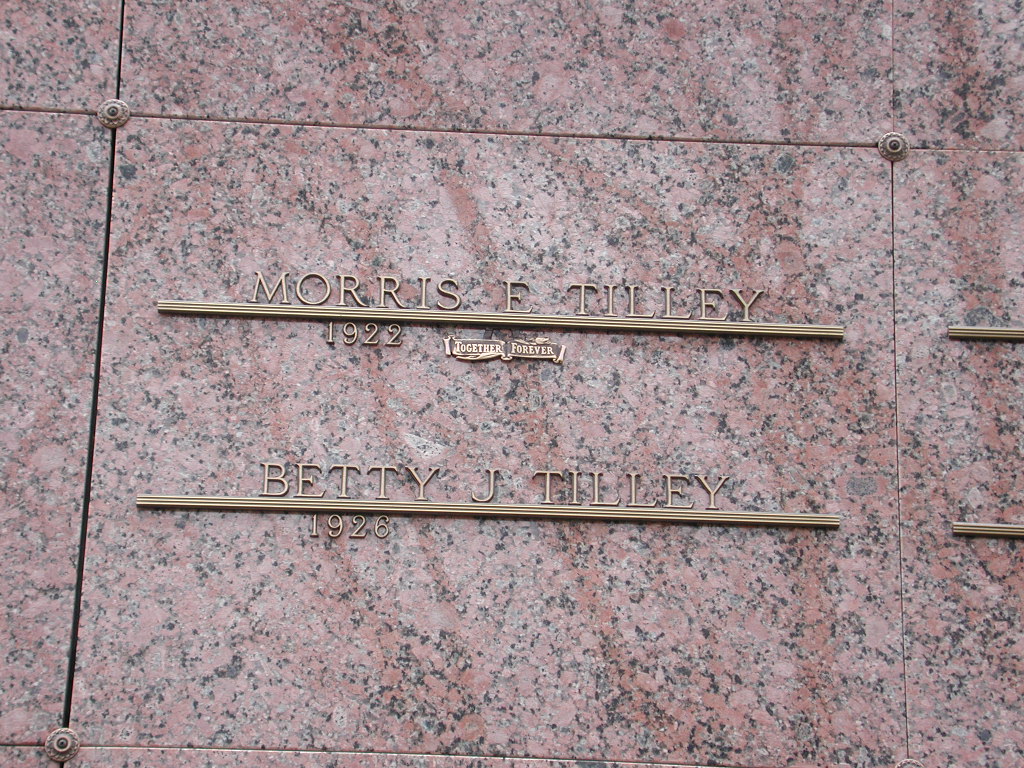 MORRIS E TILLEY
1922
TOGETHER FOREVER
BETTY J TILLEY
1926